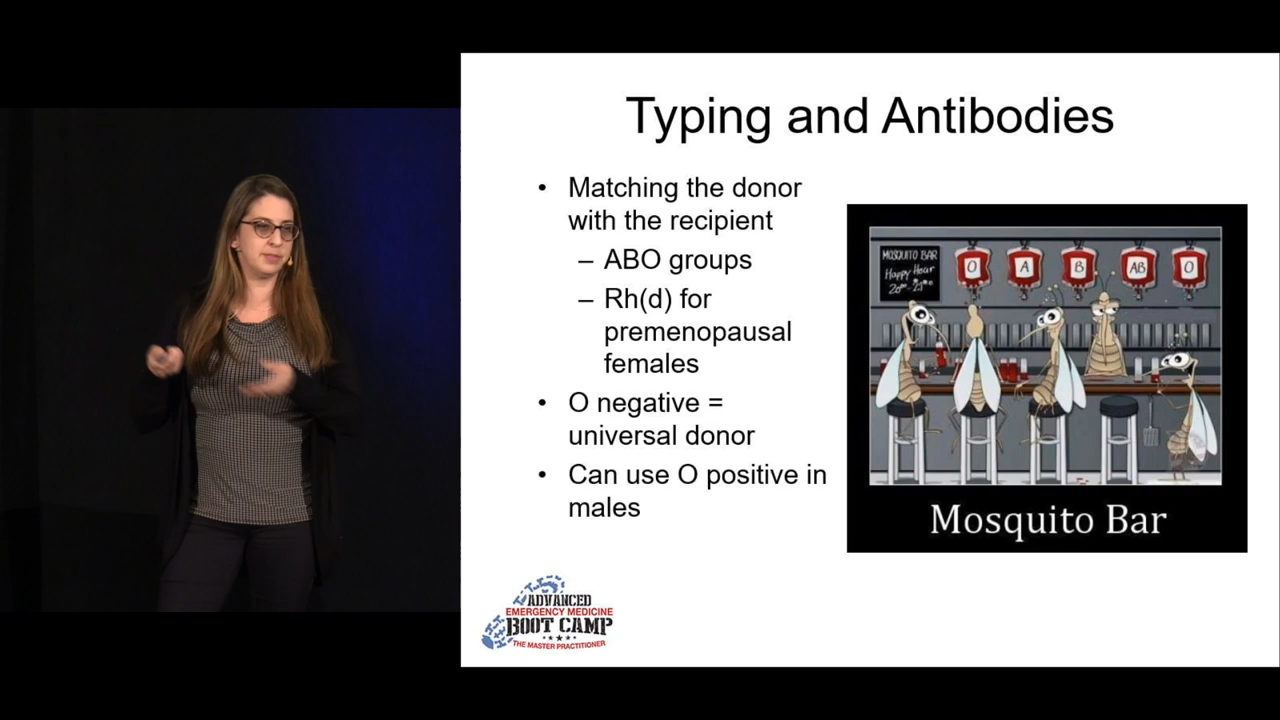 Typing and Antibodies
• Matching the donor
with the recipient
– ABO groups
– Rh(d) for
premenopausal
females
• O negative =
universal donor
• Can use O positive in
males
MOSQUITO BAR
Happy Hour
O
A
B
AB
O
Mosquito Bar
ADVANCED
EMERGENCY MEDICINE
BOOT CAMP
THE MASTER PRACTITIONER